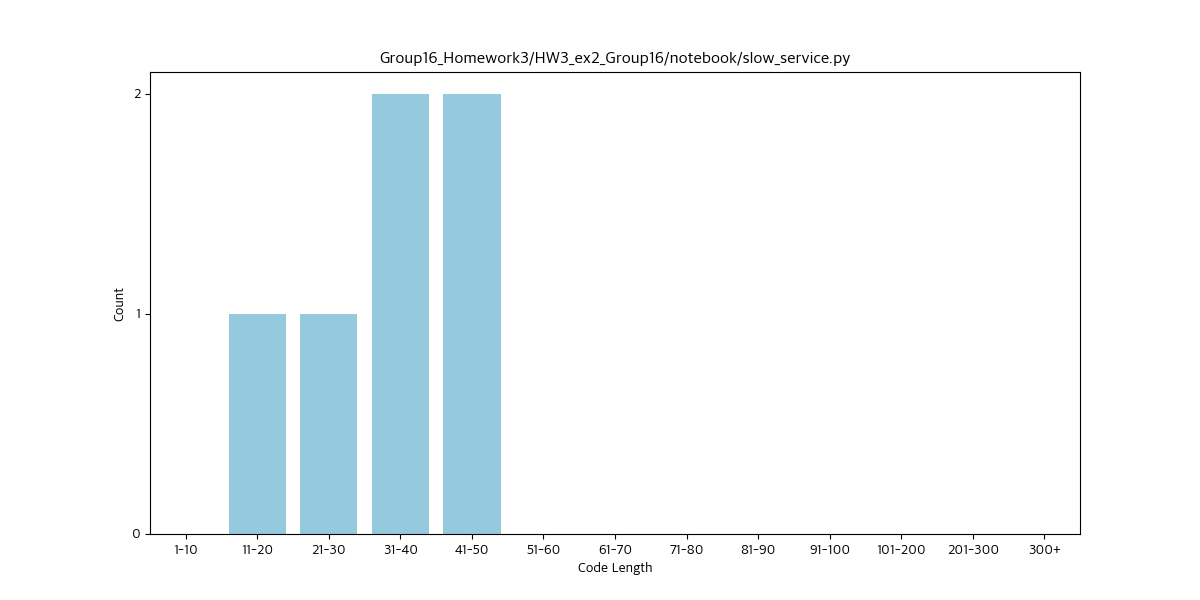 Group16_Homework3/HW3_ex2_Group16/notebook/slow_service.py
2
1
0
Count
1-10 11-20 21-30 31-40 41-50 51-60 61-70 71-80 81-90 91-100 101-200 201-300 300+
Code Length